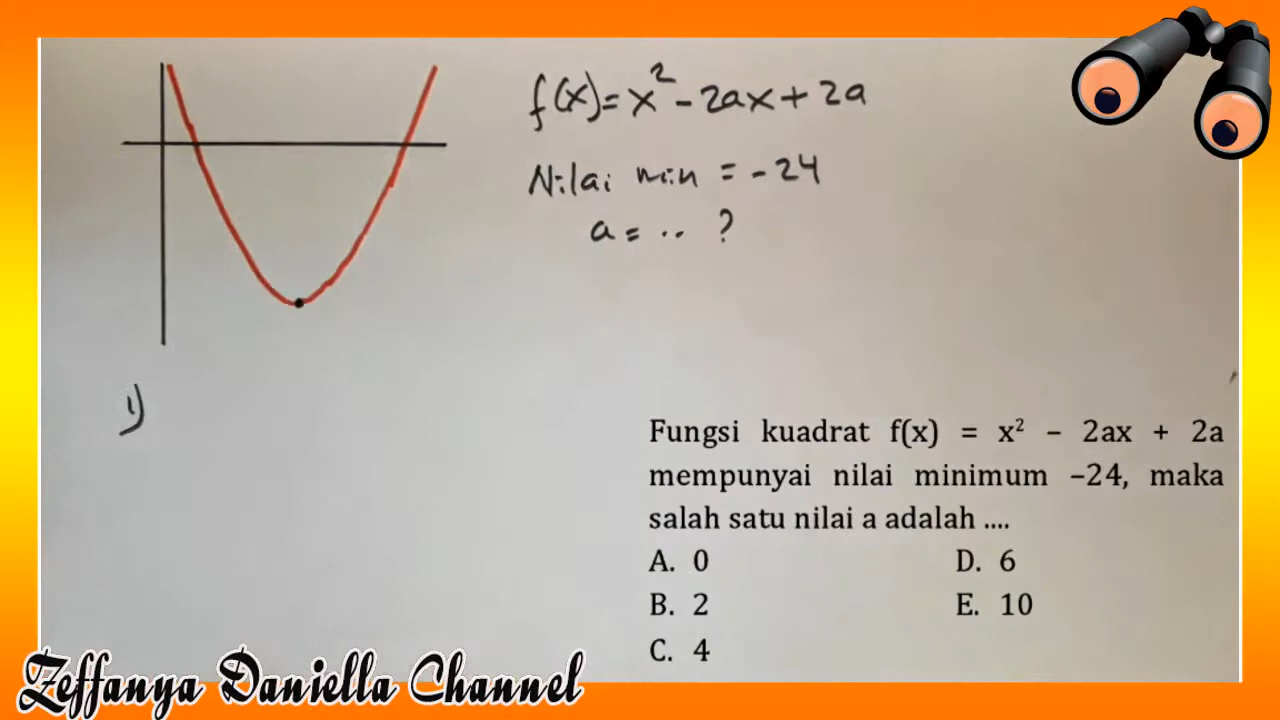 f(x)= x² - 2ax + 2a
Nilai min = -24
a = .. ?
1)
Fungsi kuadrat f(x) = x² – 2ax + 2a
mempunyai nilai minimum –24, maka
salah satu nilai a adalah ....
A. 0 D. 6
B. 2 E. 10
C. 4
Zeffanya Daniella Channel